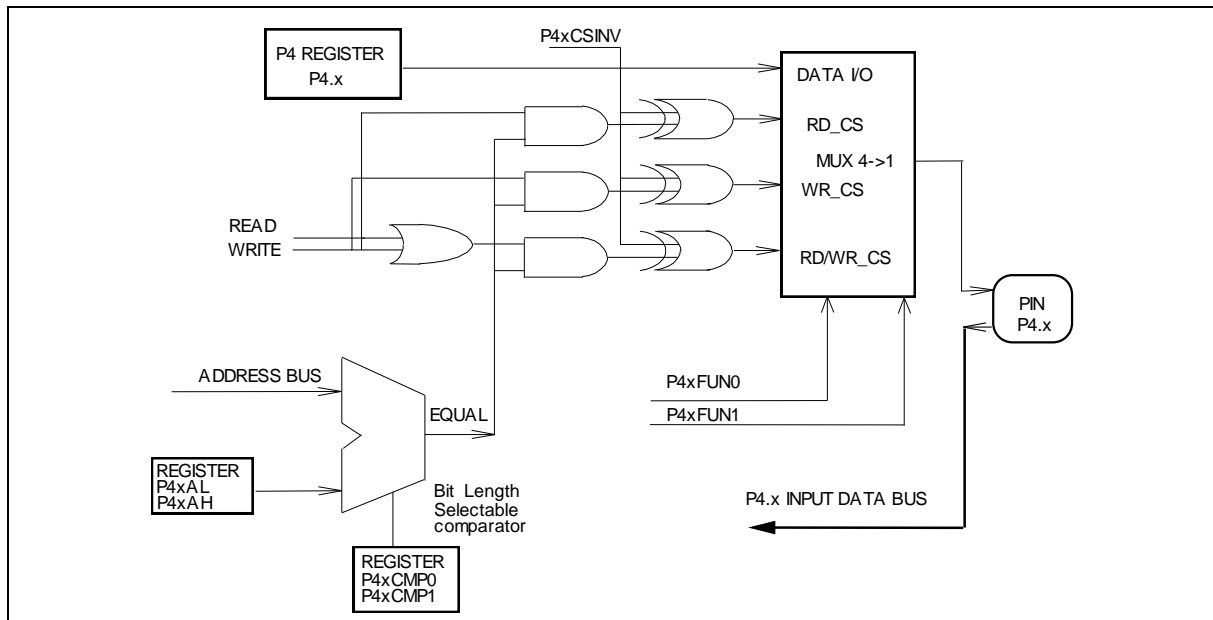 P4 REGISTER
P4.x
P4xCSINV
DATA I/O
RD_CS
MUX 4->1
WR_CS
RD/WR_CS
READ
WRITE
PIN
P4.x
ADDRESS BUS
EQUAL
P4xFUN0
P4xFUN1
REGISTER
P4xAL
P4xAH
Bit Length
Selectable
comparator
P4.x INPUT DATA BUS
REGISTER
P4xCMP0
P4xCMP1